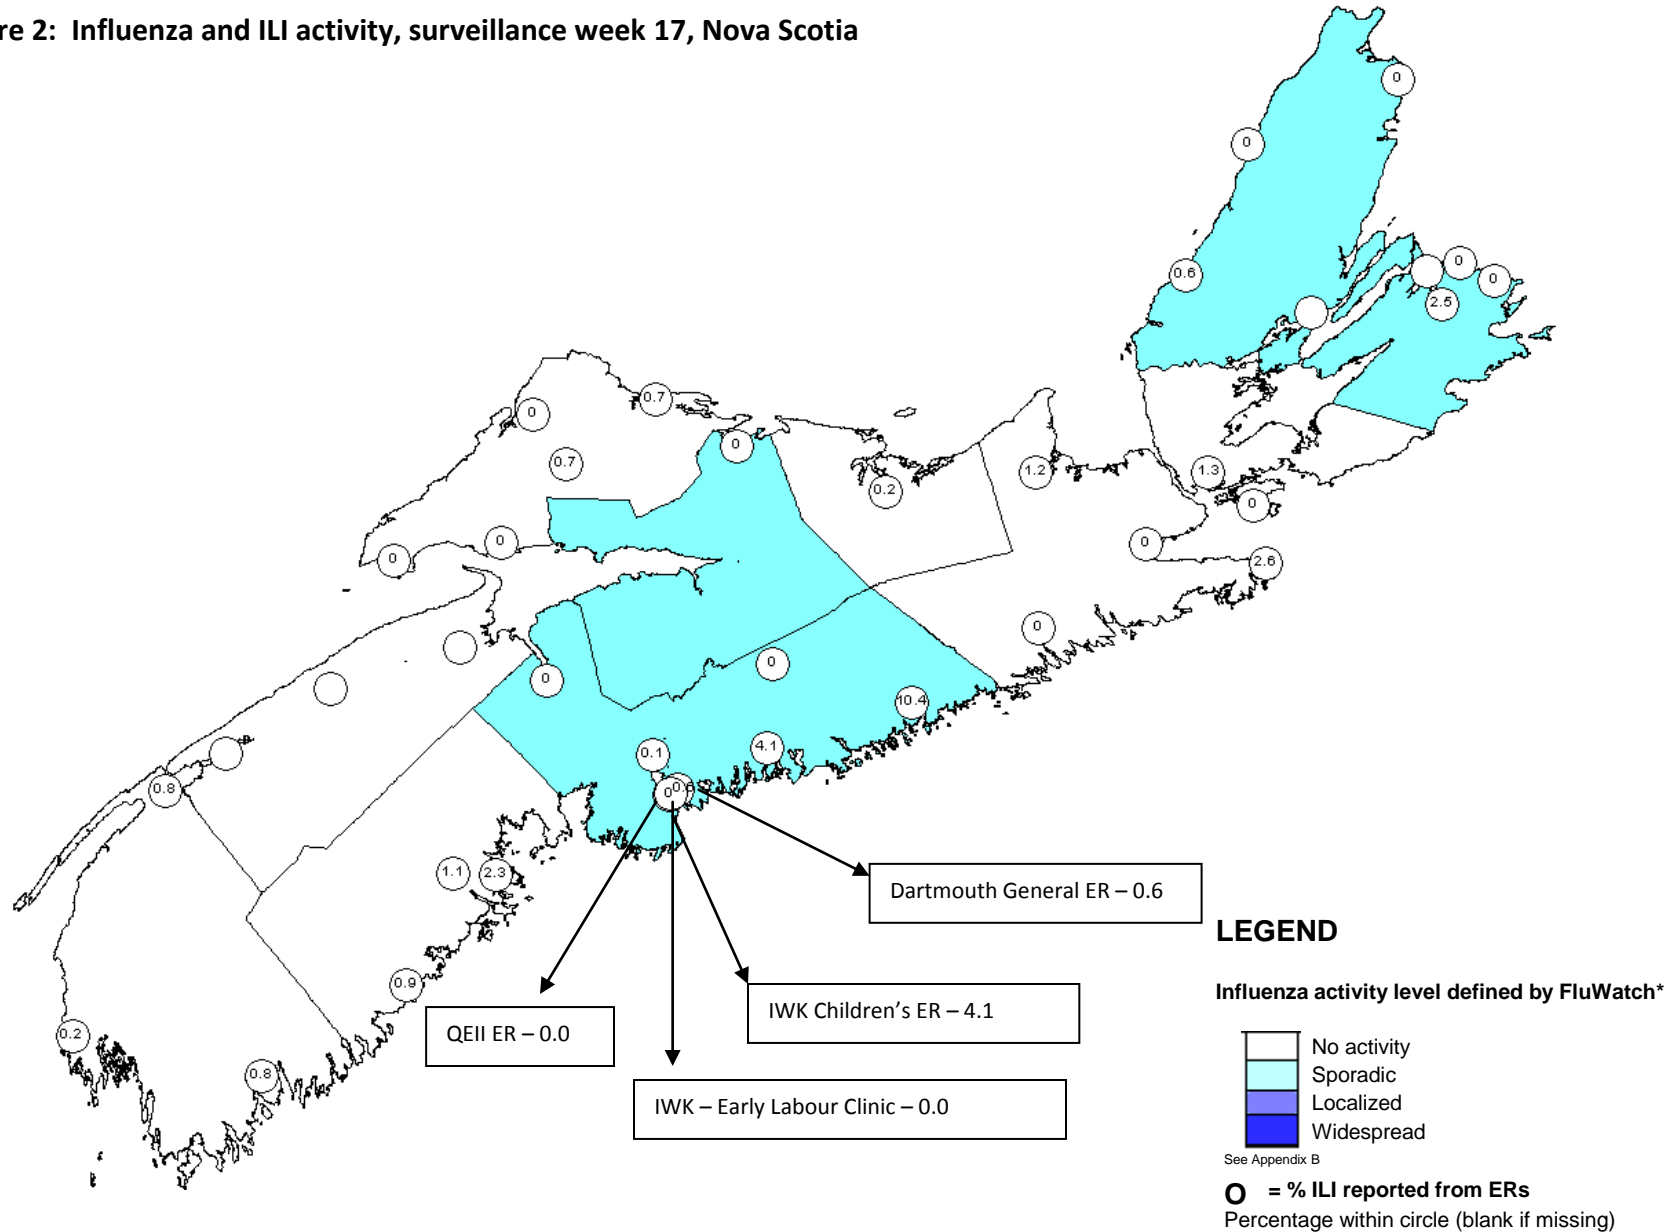 re 2: Influenza and ILI activity, surveillance week 17, Nova Scotia
0
0
0.6
0
0
2.5
0.7
0
0
0.7
1.2
1.3
0.2
0
0
0
0
2.6
0
0
0
10.4
0.1
4.1
0.8
0 0.6
1.1
2.3
0.9
0.2
0.8
Dartmouth General ER – 0.6
IWK Children's ER – 4.1
QEII ER – 0.0
IWK – Early Labour Clinic – 0.0
LEGEND
Influenza activity level defined by FluWatch*
No activity
Sporadic
Localized
Widespread
See Appendix B
O = % ILI reported from ERs
Percentage within circle (blank if missing)